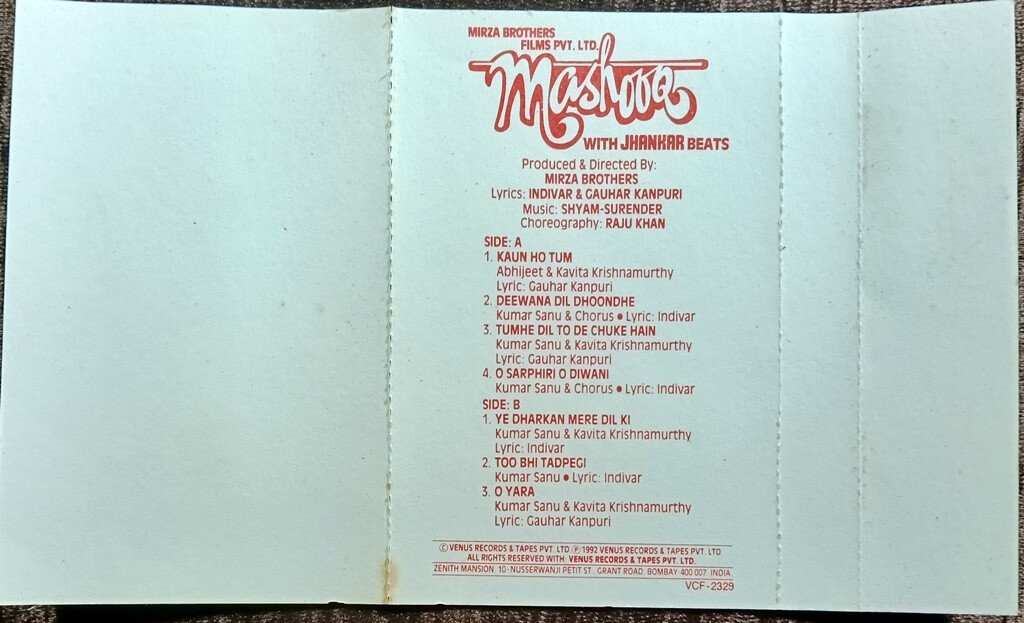 MIRZA BROTHERS
FILMS PVT. LTD.
Mashooq
WITH JHANKAR BEATS
Produced & Directed By:
MIRZA BROTHERS
Lyrics: INDIVAR & GAUHAR KANPURI
Music: SHYAM-SURENDER
Choreography: RAJU KHAN
SIDE: A
1. KAUN HO TUM
Abhijeet & Kavita Krishnamurthy
Lyric: Gauhar Kanpuri
2. DEEWANA DIL DHOONDHE
Kumar Sanu & Chorus ● Lyric: Indivar
3. TUMHE DIL TO DE CHUKE HAIN
Kumar Sanu & Kavita Krishnamurthy
Lyric: Gauhar Kanpuri
4. O SARPHIRI O DIWANI
Kumar Sanu & Chorus ● Lyric: Indivar
SIDE: B
1. YE DHARKAN MERE DIL KI
Kumar Sanu & Kavita Krishnamurthy
Lyric: Indivar
2. TOO BHI TADPEGI
Kumar Sanu ● Lyric: Indivar
3. O YARA
Kumar Sanu & Kavita Krishnamurthy
Lyric: Gauhar Kanpuri
Ⓒ VENUS RECORDS & TAPES PVT. LTD. Ⓟ 1992 VENUS RECORDS & TAPES PVT. LTD
ALL RIGHTS RESERVED WITH: VENUS RECORDS & TAPES PVT. LTD.
ZENITH MANSION, 10-NUSSERWANJI PETIT ST., GRANT ROAD, BOMBAY-400 007. INDIA.
VCF-2329